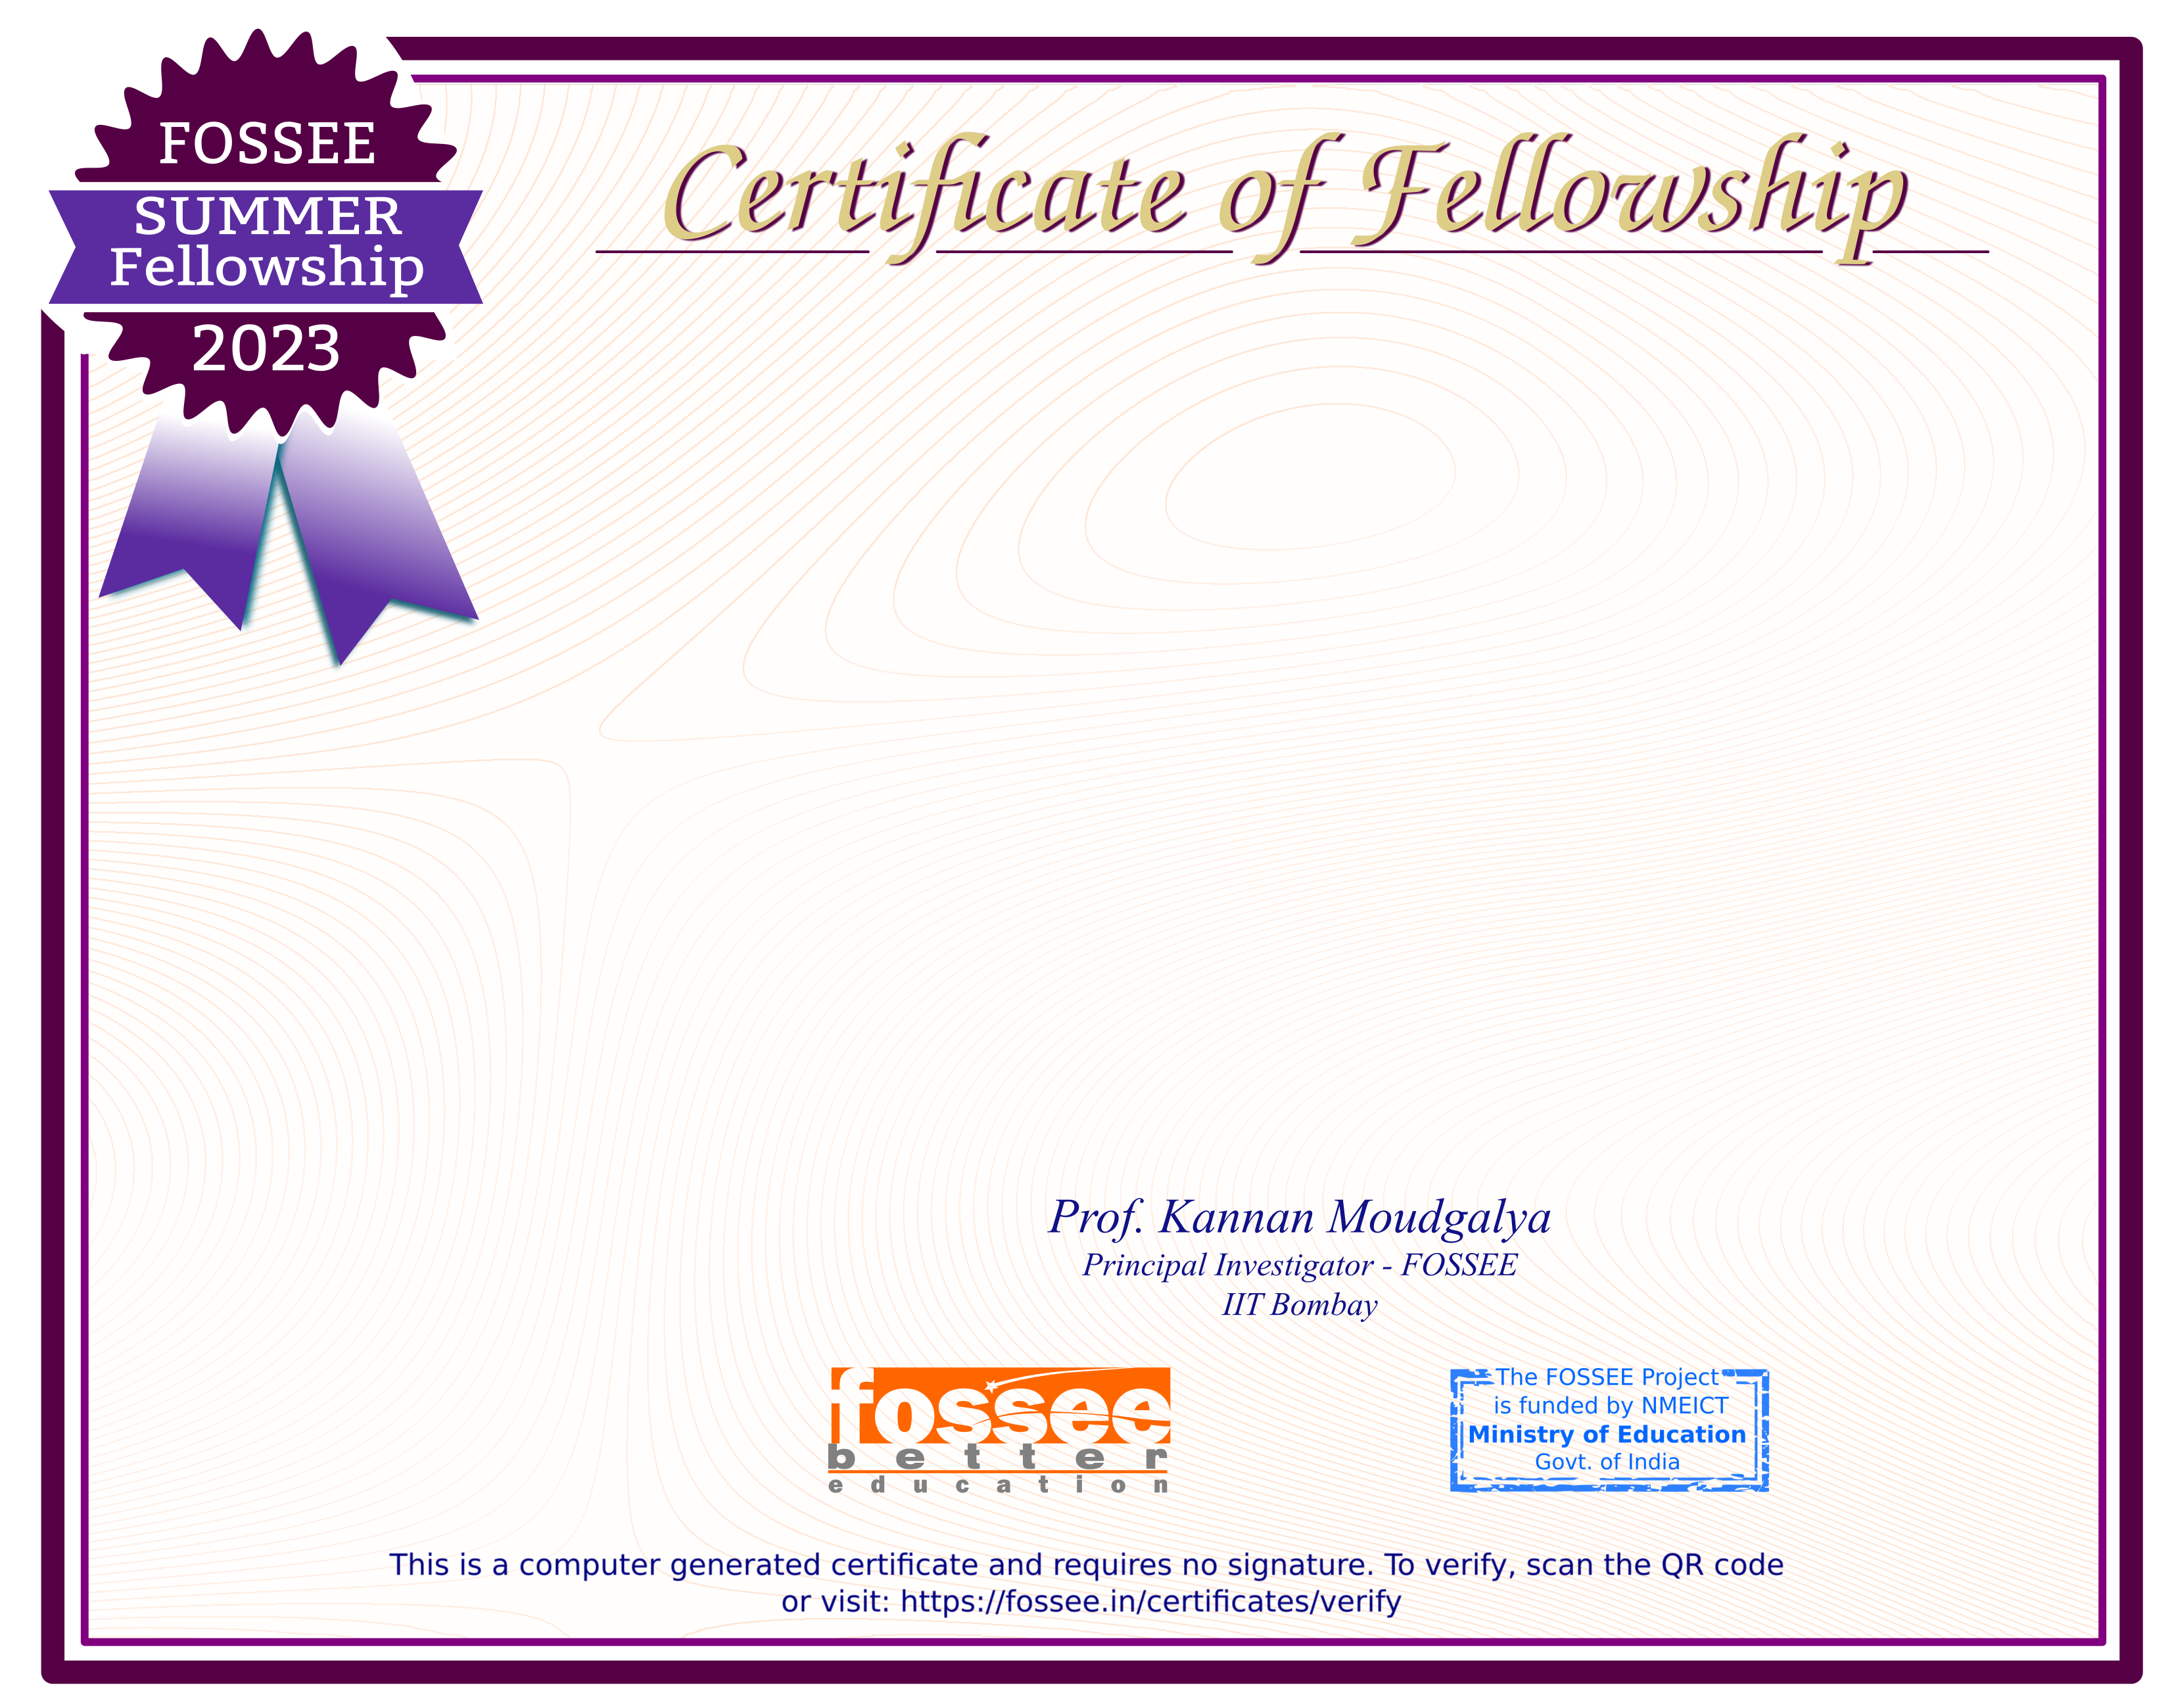 FOSSEE
SUMMER
Fellowship
2023
Certificate of Fellowship
Prof. Kannan Moudgalya
Principal Investigator - FOSSEE
IIT Bombay
fossee
better
education
The FOSSEE Project
is funded by NMEICT
Ministry of Education
Govt. of India
This is a computer generated certificate and requires no signature. To verify, scan the QR code
or visit: https://fossee.in/certificates/verify